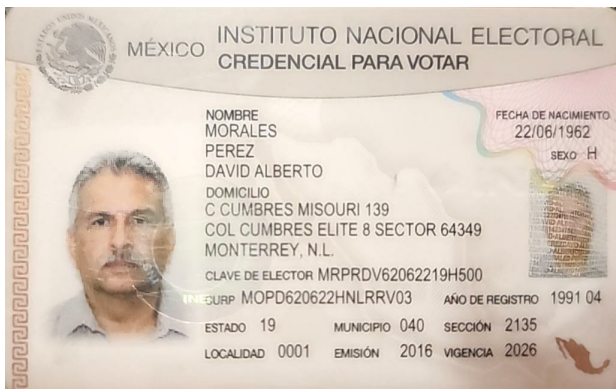 MÉXICO INSTITUTO NACIONAL ELECTORAL
CREDENCIAL PARA VOTAR
NOMBRE
MORALES
PEREZ
DAVID ALBERTO
FECHA DE NACIMIENTO
22/06/1962
SEXO H
DOMICILIO
C CUMBRES MISOURI 139
COL CUMBRES ELITE 8 SECTOR 64349
MONTERREY, N.L.
CLAVE DE ELECTOR MRPRDV62062219H500
CURP MOPD620622HNLRRV03 AÑO DE REGISTRO 1991 04
ESTADO 19 MUNICIPIO 040 SECCIÓN 2135
LOCALIDAD 0001 EMISIÓN 2016 VIGENCIA 2026